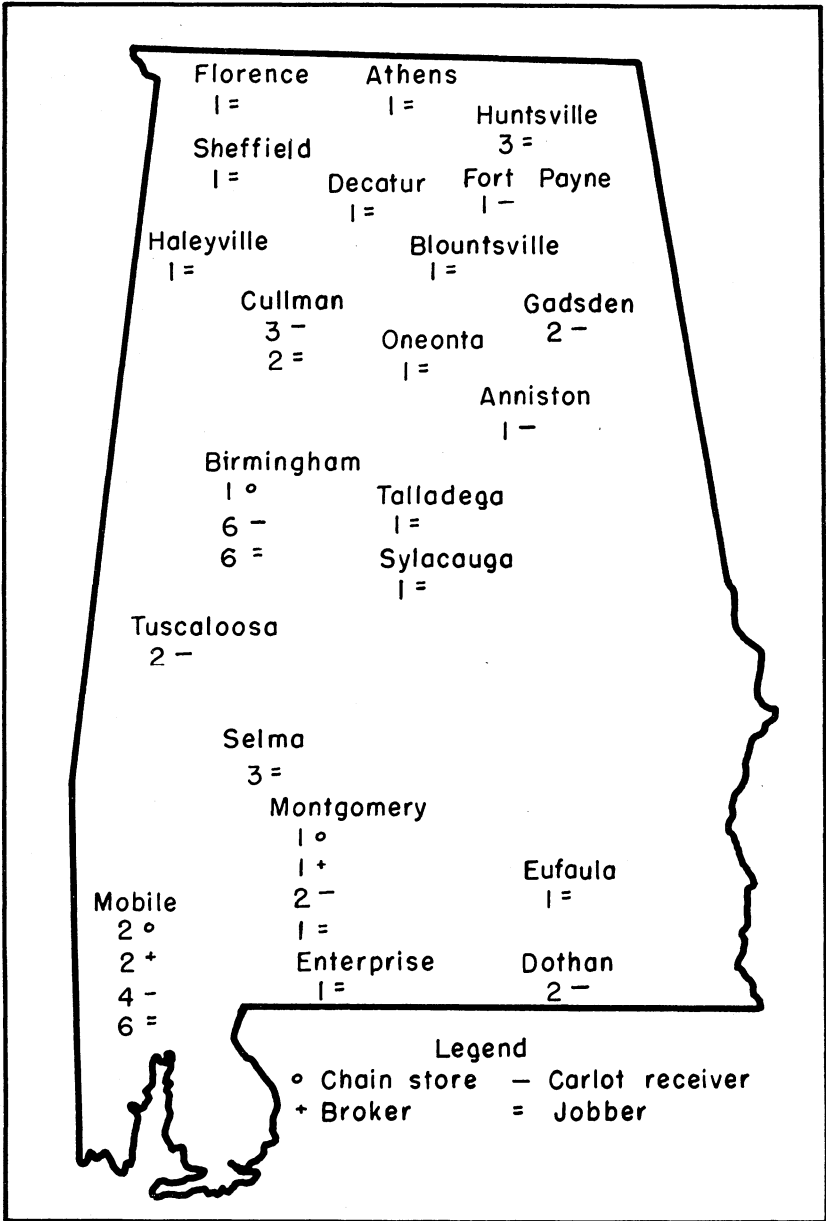 Florence
1 =
Athens
1 =
Huntsville
3 =
Sheffield
1 =
Decatur
1 =
Fort Payne
1 –
Haleyville
1 =
Blountsville
1 =
Cullman
3 –
2 =
Gadsden
2 –
Oneonta
1 =
Anniston
1 –
Birmingham
1 o
6 –
6 =
Talladega
1 =
Sylacauga
1 =
Tuscaloosa
2 –
Selma
3 =
Montgomery
1 o
1 +
2 –
1 =
Eufaula
1 =
Mobile
2 o
2 +
4 –
6 =
Enterprise
1 =
Dothan
2 –
Legend
o Chain store – Carlot receiver
+ Broker = Jobber